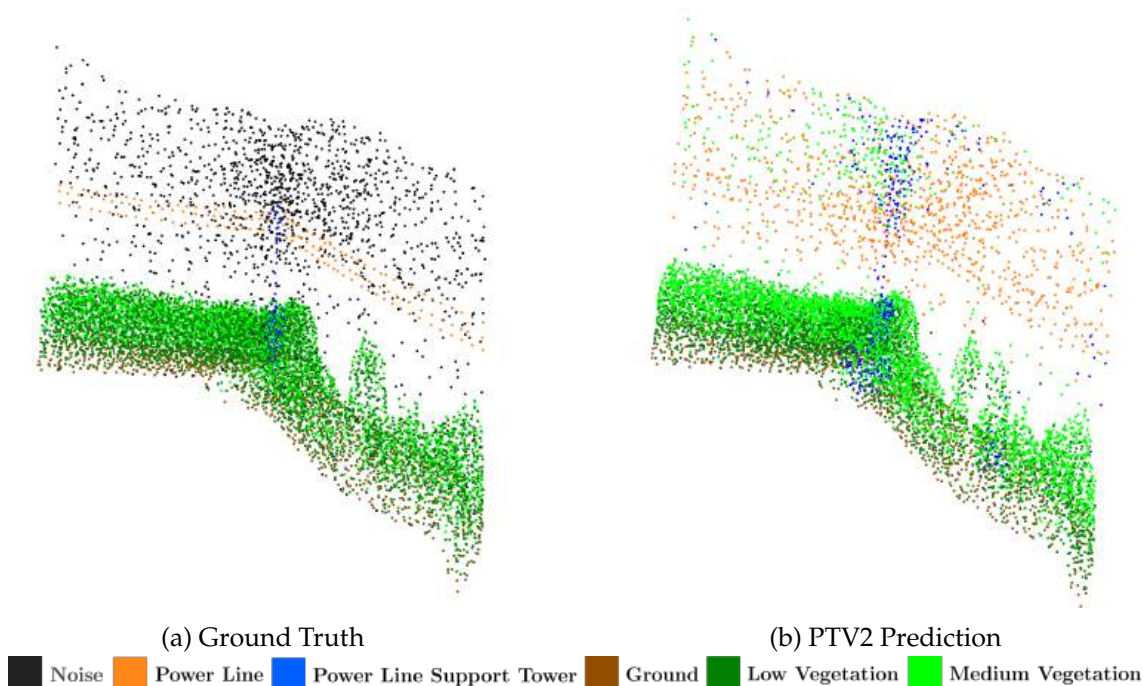 (a) Ground Truth
(b) PTV2 Prediction
Noise Power Line Power Line Support Tower Ground Low Vegetation Medium Vegetation